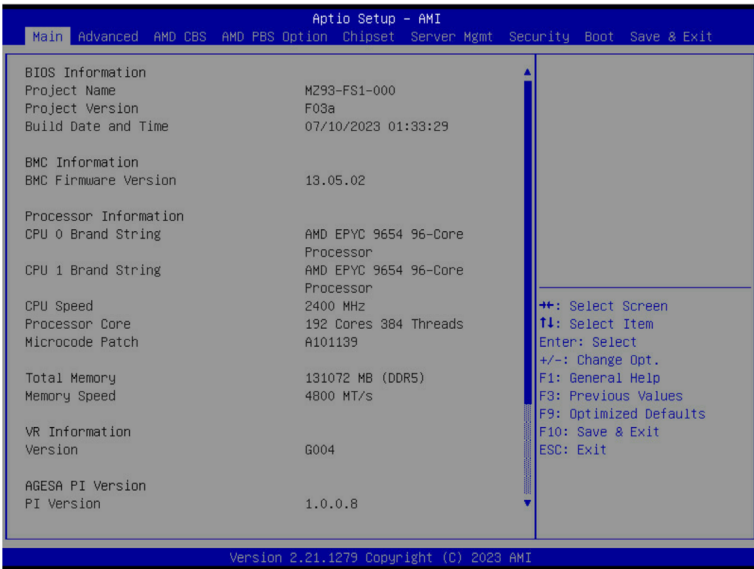 Aptio Setup - AMI
Main Advanced AMD CBS AMD PBS Option Chipset Server Mgmt Security Boot Save & Exit
BIOS Information
Project Name MZ93-FS1-000
Project Version F03a
Build Date and Time 07/10/2023 01:33:29
BMC Information
BMC Firmware Version 13.05.02
Processor Information
CPU 0 Brand String AMD EPYC 9654 96-Core
Processor
CPU 1 Brand String AMD EPYC 9654 96-Core
Processor
CPU Speed 2400 MHz
Processor Core 192 Cores 384 Threads
Microcode Patch A101139
Total Memory 131072 MB (DDR5)
Memory Speed 4800 MT/s
VR Information
Version G004
AGESA PI Version
PI Version 1.0.0.8
→←: Select Screen
↑↓: Select Item
Enter: Select
+/-: Change Opt.
F1: General Help
F3: Previous Values
F9: Optimized Defaults
F10: Save & Exit
ESC: Exit
Version 2.21.1279 Copyright (C) 2023 AMI